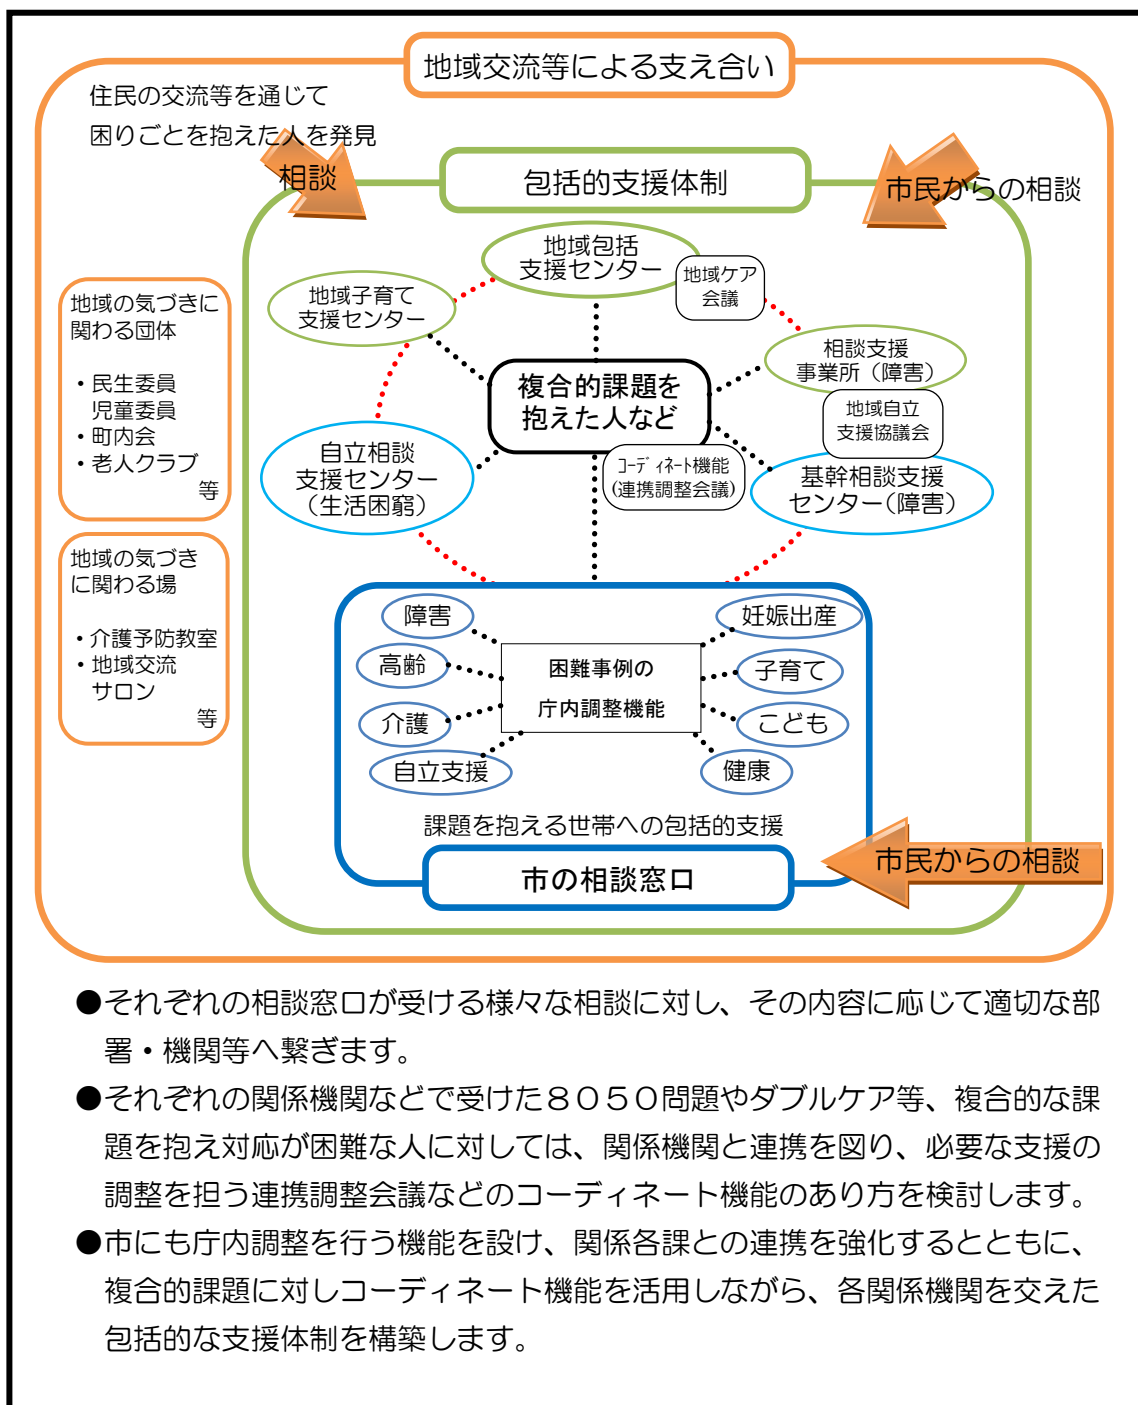 地域交流等による支え合い
住民の交流等を通じて
困りごとを抱えた人を発見
相談
包括的支援体制
市民からの相談
地域包括
支援センター
地域ケア
会議
地域子育て
支援センター
地域の気づきに
関わる団体
・民生委員
児童委員
・町内会
・老人クラブ
等
相談支援
事業所（障害）
複合的課題を
抱えた人など
地域自立
支援協議会
自立相談
支援センター
（生活困窮）
ｺｰﾃﾞｨﾈｰﾄ機能
（連携調整会議）
基幹相談支援
センター（障害）
地域の気づき
に関わる場
・介護予防教室
・地域交流
サロン
等
障害
妊娠出産
高齢
困難事例の
庁内調整機能
子育て
介護
こども
自立支援
健康
課題を抱える世帯への包括的支援
市の相談窓口
市民からの相談
●それぞれの相談窓口が受ける様々な相談に対し、その内容に応じて適切な部
署・機関等へ繋ぎます。
●それぞれの関係機関などで受けた８０５０問題やダブルケア等、複合的な課
題を抱え対応が困難な人に対しては、関係機関と連携を図り、必要な支援の
調整を担う連携調整会議などのコーディネート機能のあり方を検討します。
●市にも庁内調整を行う機能を設け、関係各課との連携を強化するとともに、
複合的課題に対しコーディネート機能を活用しながら、各関係機関を交えた
包括的な支援体制を構築します。